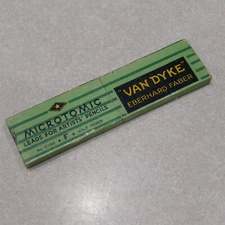 MICROTOMIC
LEADS FOR ARTISTS' PENCILS
F
"VAN DYKE"
EBERHARD FABER